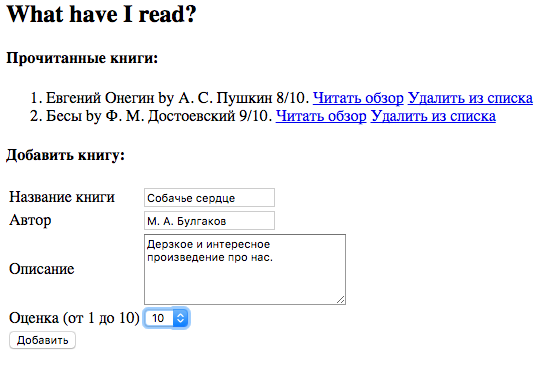 What have I read?
Прочитанные книги:
1. Евгений Онегин by А. С. Пушкин 8/10. Читать обзор Удалить из списка
2. Бесы by Ф. М. Достоевский 9/10. Читать обзор Удалить из списка
Добавить книгу:
Название книги Собачье сердце
Автор М. А. Булгаков
Описание Дерзкое и интересное
произведение про нас.
Оценка (от 1 до 10) 10
Добавить